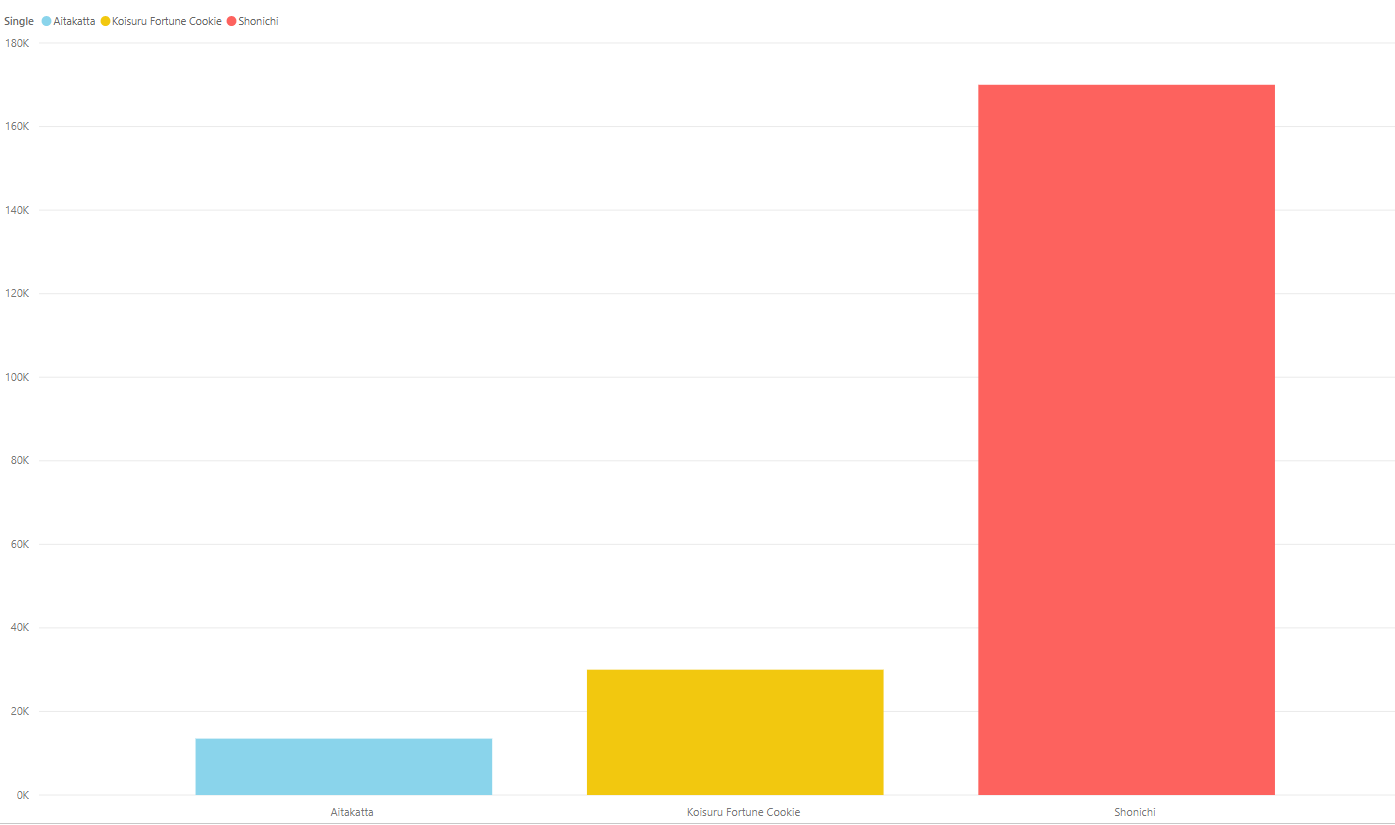 Single Aitakatta Koisuru Fortune Cookie Shonichi
180K
160K
140K
120K
100K
80K
60K
40K
20K
0K
Aitakatta Koisuru Fortune Cookie Shonichi